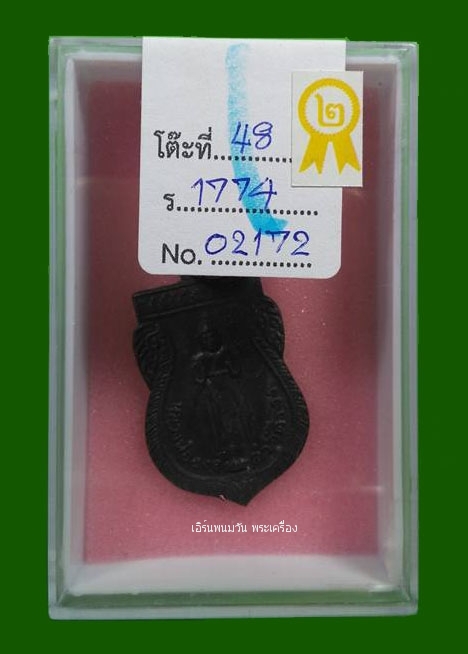 ๒
โต๊ะที่ 48
ร. 1774
No. 02172
เอิร์นพนมวัน พระเครื่อง